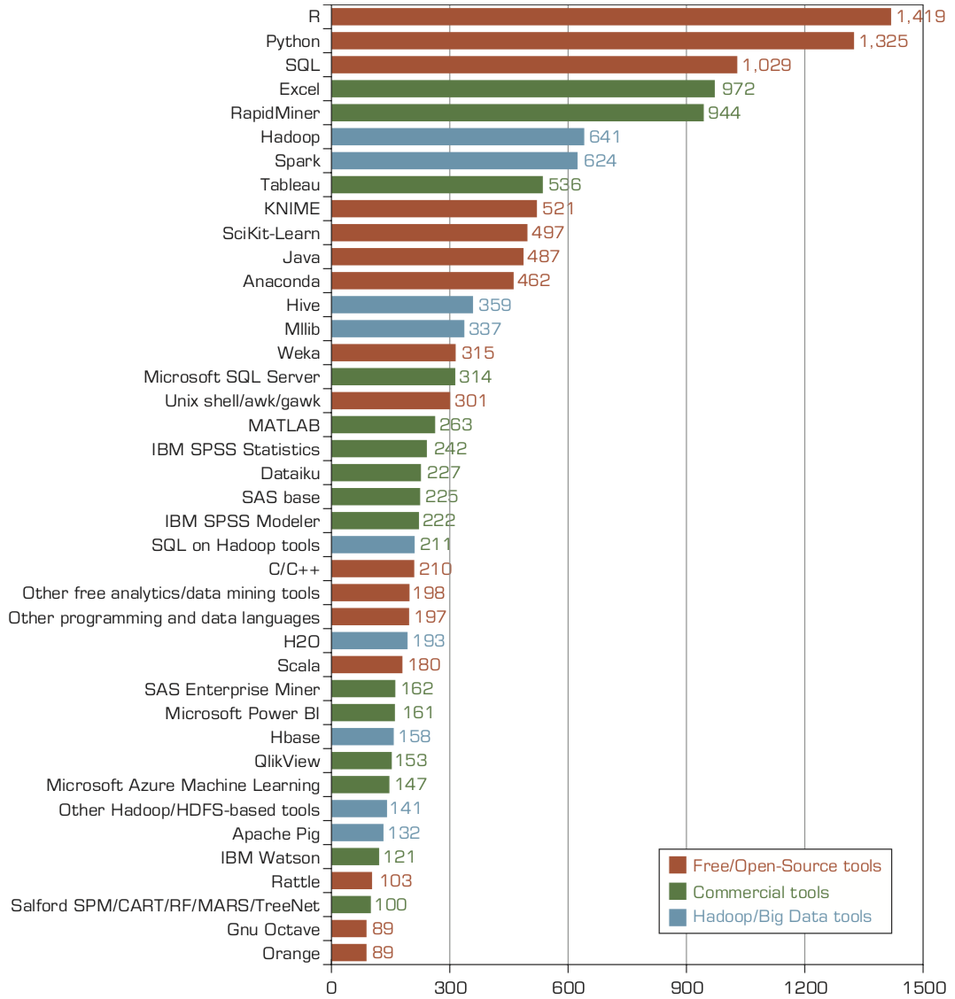 R 1,419
Python 1,325
SQL 1,029
Excel 972
RapidMiner 944
Hadoop 641
Spark 624
Tableau 536
KNIME 521
SciKit-Learn 497
Java 487
Anaconda 462
Hive 359
Mllib 337
Weka 315
Microsoft SQL Server 314
Unix shell/awk/gawk 301
MATLAB 263
IBM SPSS Statistics 242
Dataiku 227
SAS base 225
IBM SPSS Modeler 222
SQL on Hadoop tools 211
C/C++ 210
Other free analytics/data mining tools 198
Other programming and data languages 197
H2O 193
Scala 180
SAS Enterprise Miner 162
Microsoft Power BI 161
Hbase 158
QlikView 153
Microsoft Azure Machine Learning 147
Other Hadoop/HDFS-based tools 141
Apache Pig 132
IBM Watson 121
Rattle 103
Salford SPM/CART/RF/MARS/TreeNet 100
Gnu Octave 89
Orange 89
Free/Open-Source tools
Commercial tools
Hadoop/Big Data tools
0 300 600 900 1200 1500